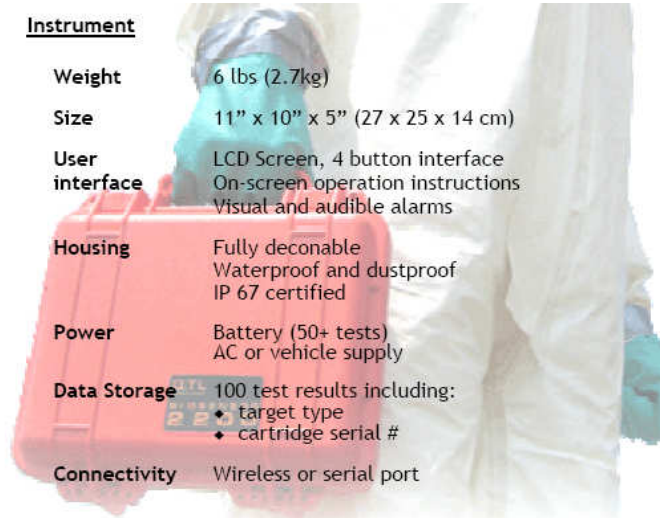 Instrument
Weight 6 lbs (2.7kg)
Size 11” x 10” x 5” (27 x 25 x 14 cm)
User interface LCD Screen, 4 button interface
On-screen operation instructions
Visual and audible alarms
Housing Fully deconable
Waterproof and dustproof
IP 67 certified
Power Battery (50+ tests)
AC or vehicle supply
Data Storage 100 test results including:
◆ target type
◆ cartridge serial #
Connectivity Wireless or serial port
QTL
BIOSENSOR
2200